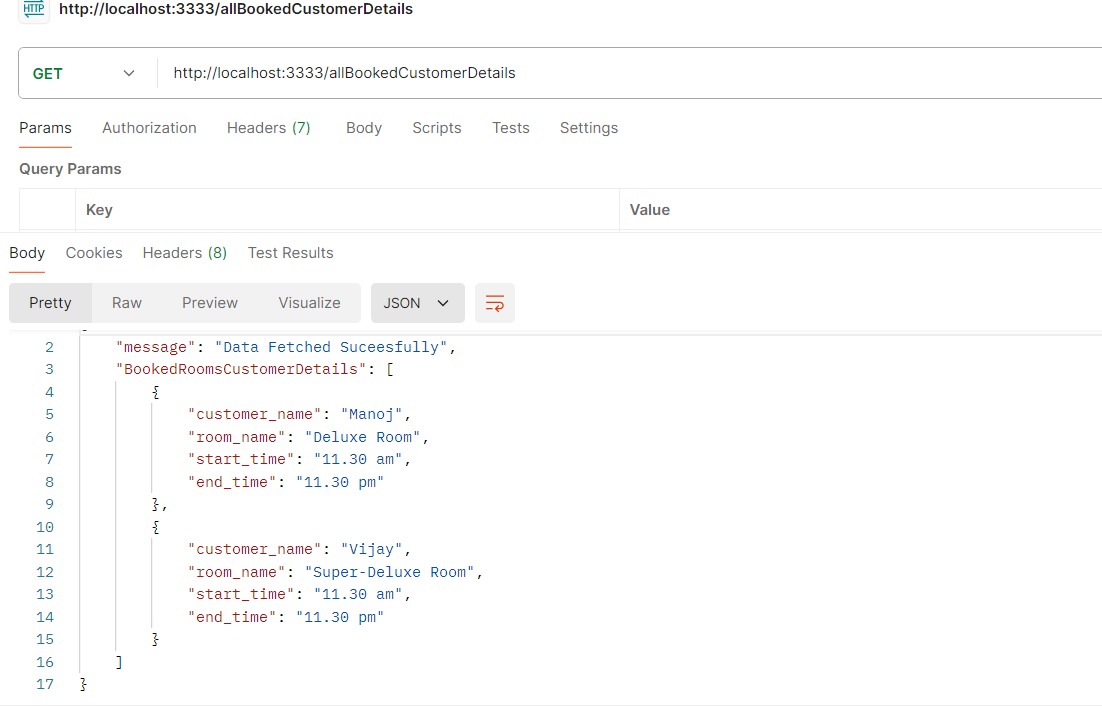 HTTP http://localhost:3333/allBookedCustomerDetails
GET http://localhost:3333/allBookedCustomerDetails
Params Authorization Headers (7) Body Scripts Tests Settings
Query Params
Key Value
Body Cookies Headers (8) Test Results
Pretty Raw Preview Visualize JSON
2 "message": "Data Fetched Suceesfully",
3 "BookedRoomsCustomerDetails": [
4 {
5 "customer_name": "Manoj",
6 "room_name": "Deluxe Room",
7 "start_time": "11.30 am",
8 "end_time": "11.30 pm"
9 },
10 {
11 "customer_name": "Vijay",
12 "room_name": "Super-Deluxe Room",
13 "start_time": "11.30 am",
14 "end_time": "11.30 pm"
15 }
16 ]
17 }